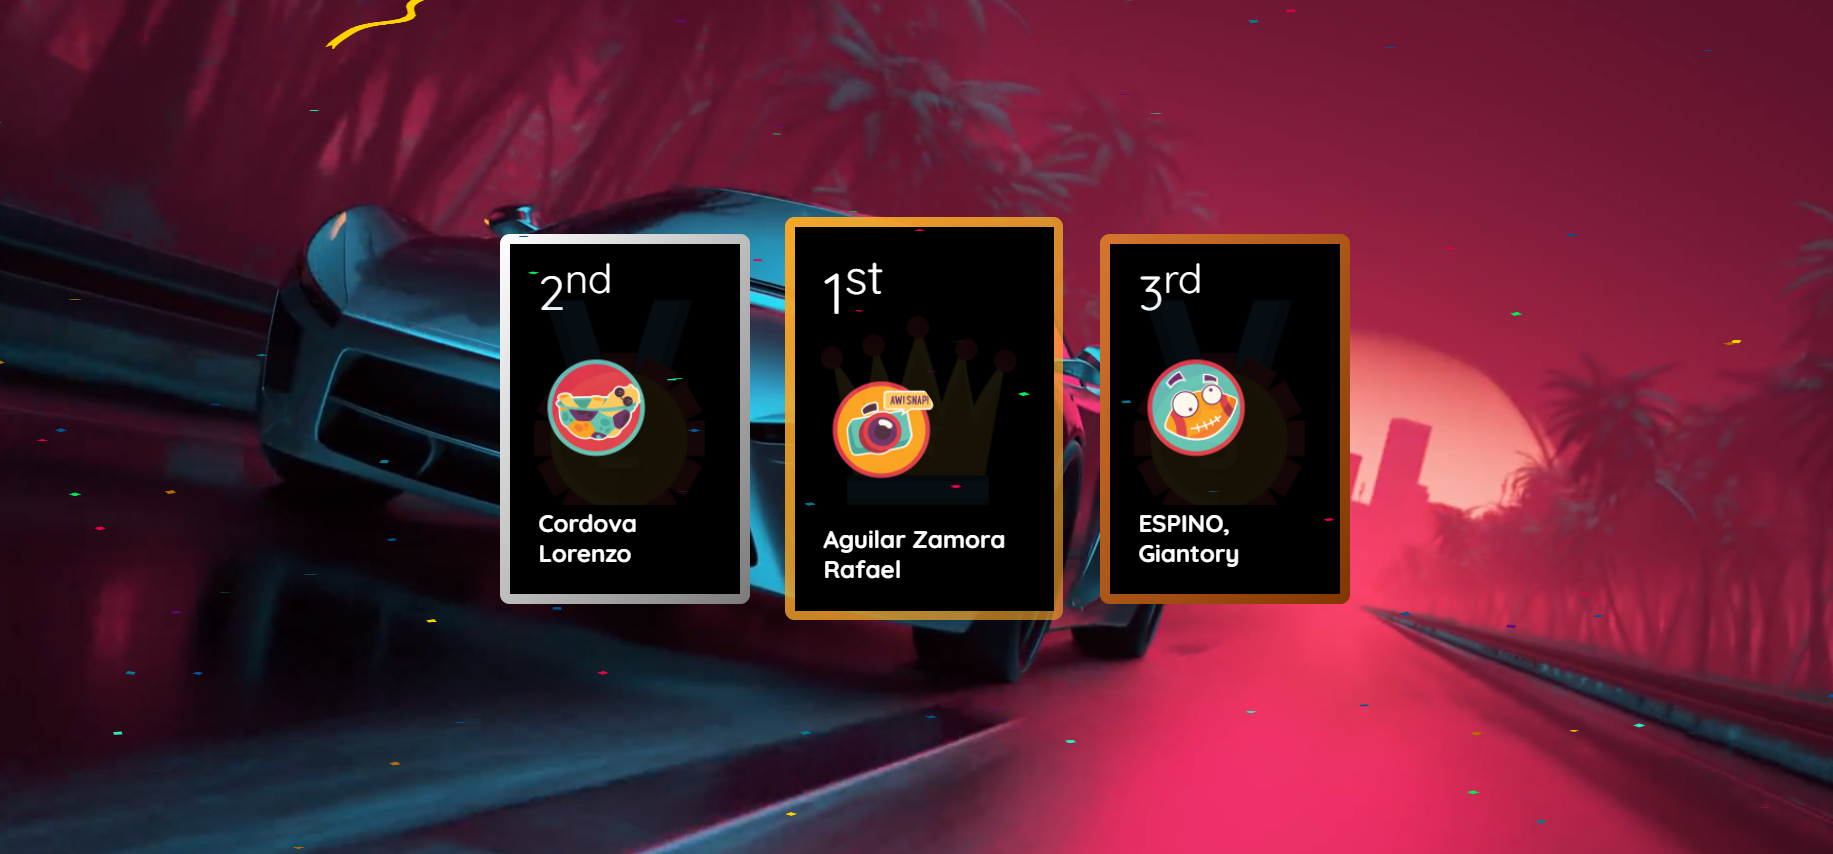 2nd
Cordova
Lorenzo
1st
AW! SNAP!
Aguilar Zamora
Rafael
3rd
ESPINO,
Giantory